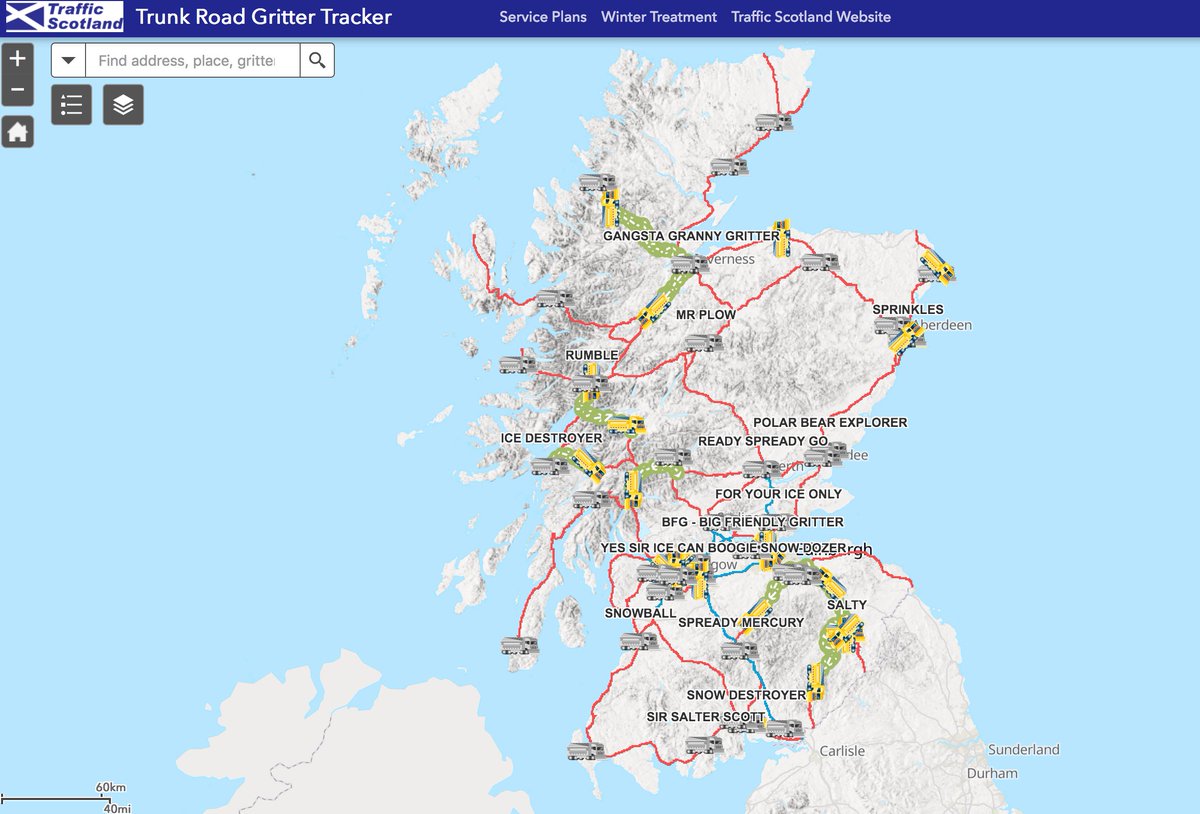 Traffic
Scotland
Trunk Road Gritter Tracker
Service Plans
Winter Treatment
Traffic Scotland Website
+
Find address, place, gritte
−
GANGSTA GRANNY GRITTER
verness
SPRINKLES
MR PLOW
berdeen
RUMBLE
POLAR BEAR EXPLORER
ICE DESTROYER
READY SPREADY GO
dee
erth
FOR YOUR ICE ONLY
BFG - BIG FRIENDLY GRITTER
YES SIR ICE CAN BOOGIE
SNOW DOZER
rgh
gow
SALTY
SNOWBALL
SPREADY MERCURY
SNOW DESTROYER
SIR SALTER SCOTT
Carlisle
Sunderland
Durham
60km
40mi